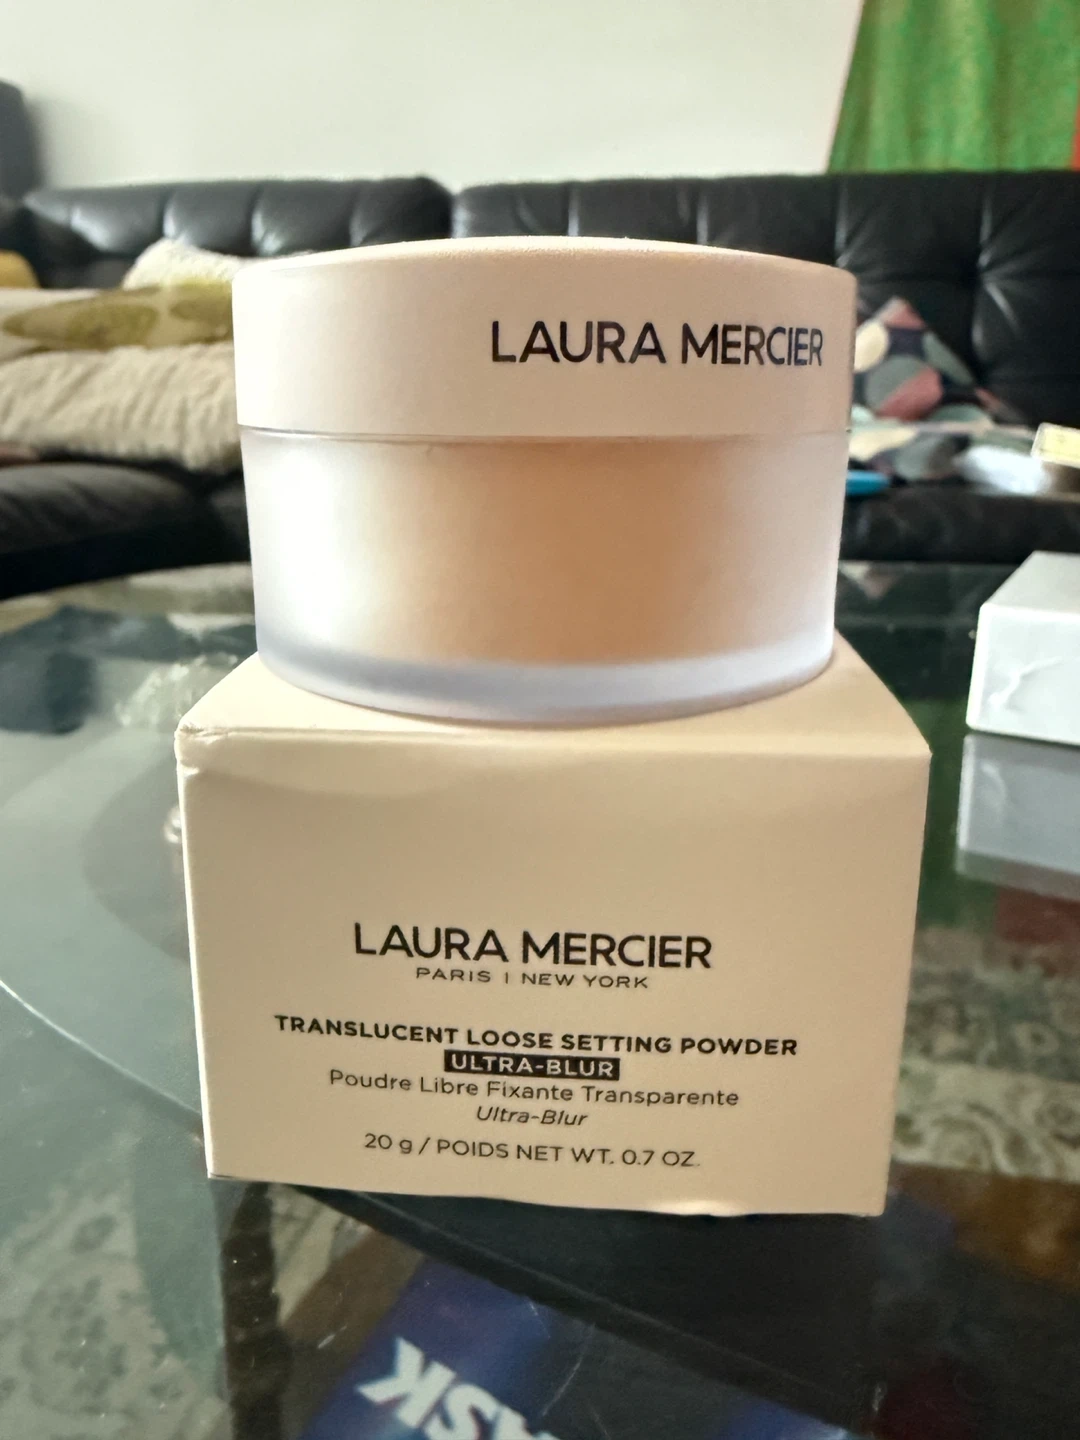 LAURA MERCIER
LAURA MERCIER
PARIS | NEW YORK
TRANSLUCENT LOOSE SETTING POWDER
ULTRA-BLUR
Poudre Libre Fixante Transparente
Ultra-Blur
20 g / POIDS NET WT. 0.7 OZ.